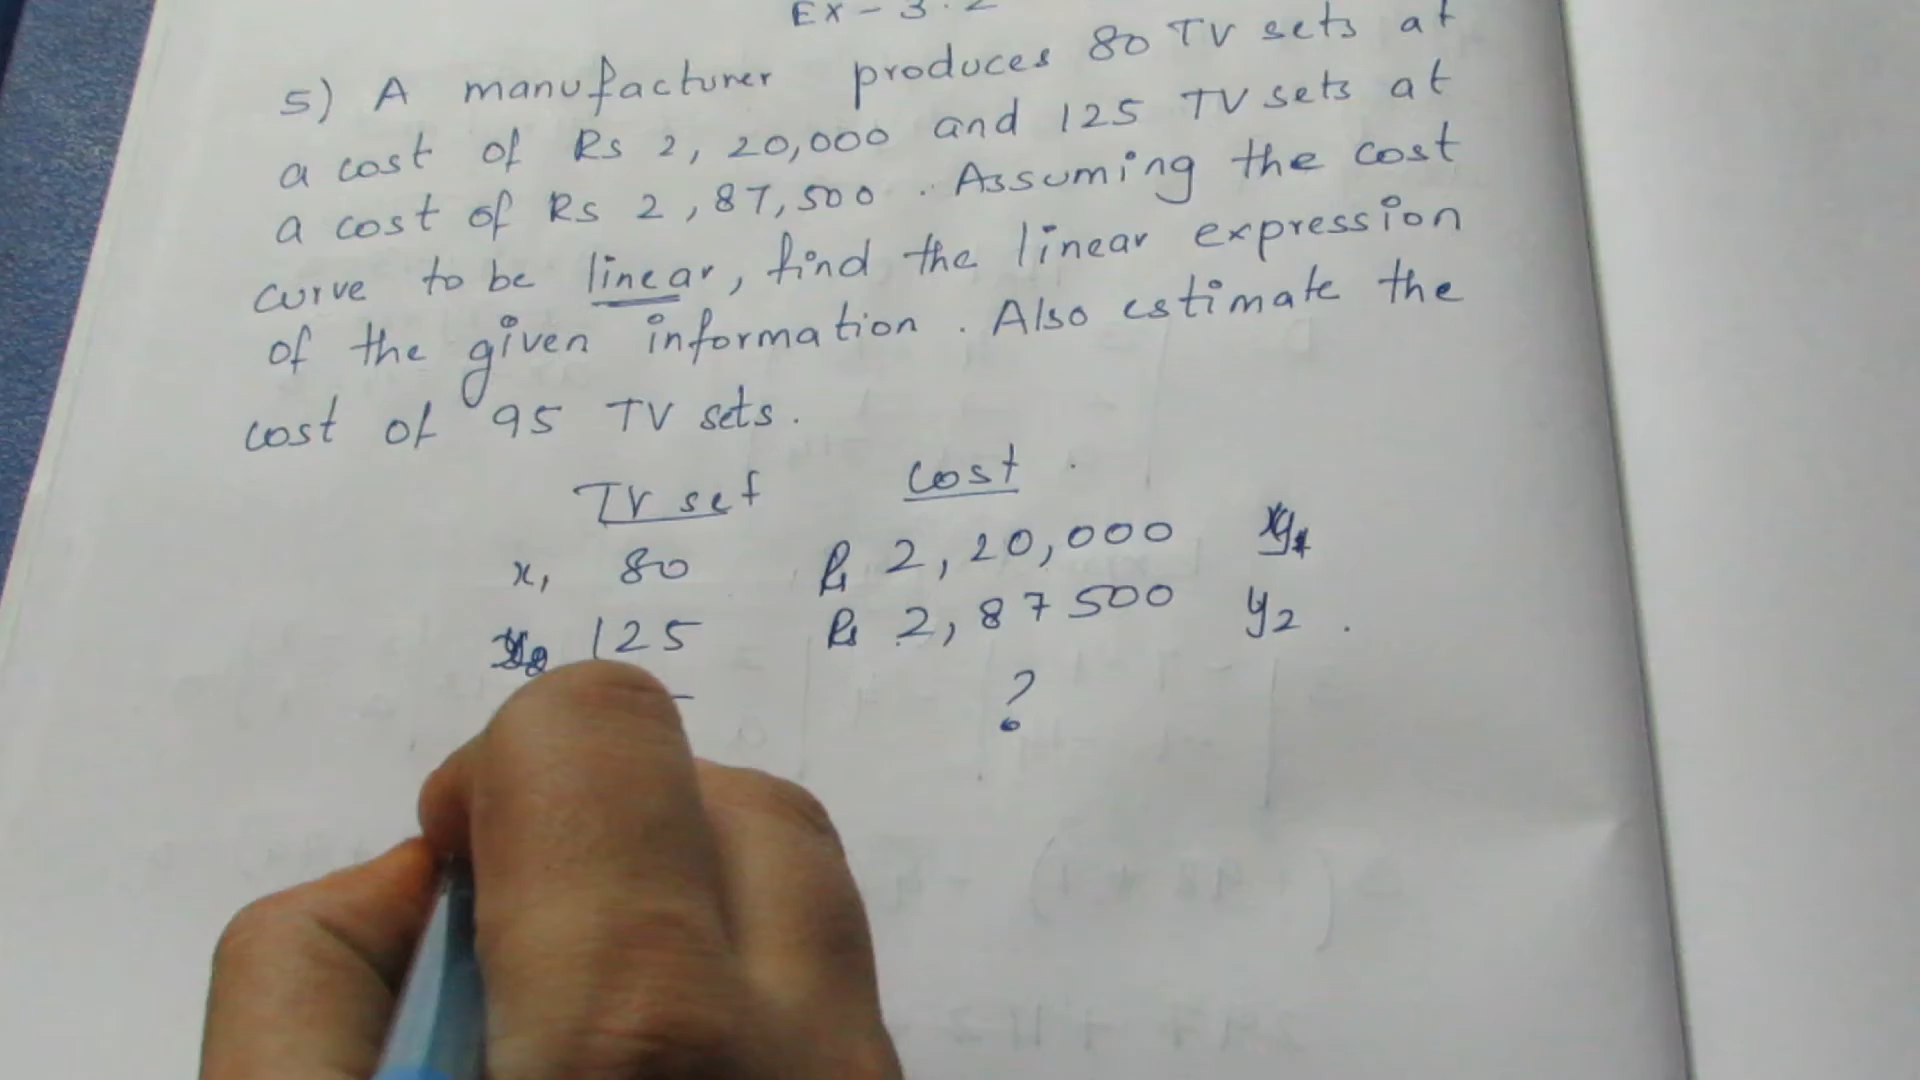 Ex - 3.2
5) A manufacturer produces 80 TV sets at
a cost of Rs 2, 20,000 and 125 TV sets at
a cost of Rs 2,87,500. Assuming the cost
curve to be linear, find the linear expression
of the given information. Also estimate the
cost of 95 TV sets.
TV set cost
x1 80 Rs 2,20,000
125 Rs 2,87500 y2.
?